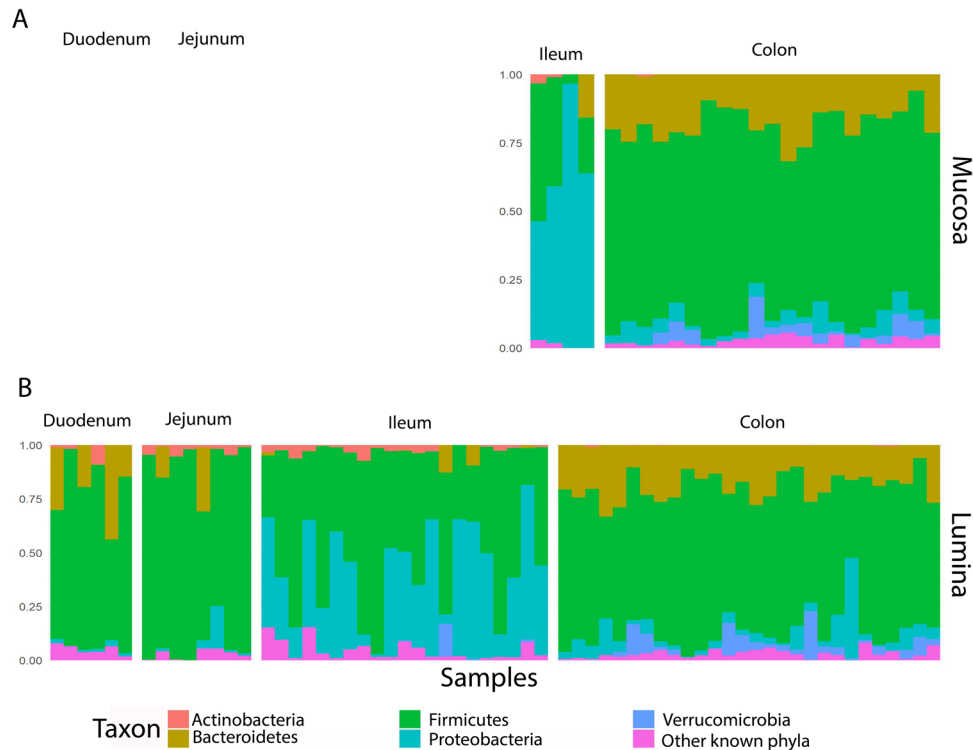 A
Duodenum Jejunum
Ileum Colon
1.00
0.75
0.50
0.25
0.00
Mucosa
B
Duodenum Jejunum Ileum Colon
1.00
0.75
0.50
0.25
0.00
Lumina
Samples
Taxon
Actinobacteria Firmicutes Verrucomicrobia
Bacteroidetes Proteobacteria Other known phyla